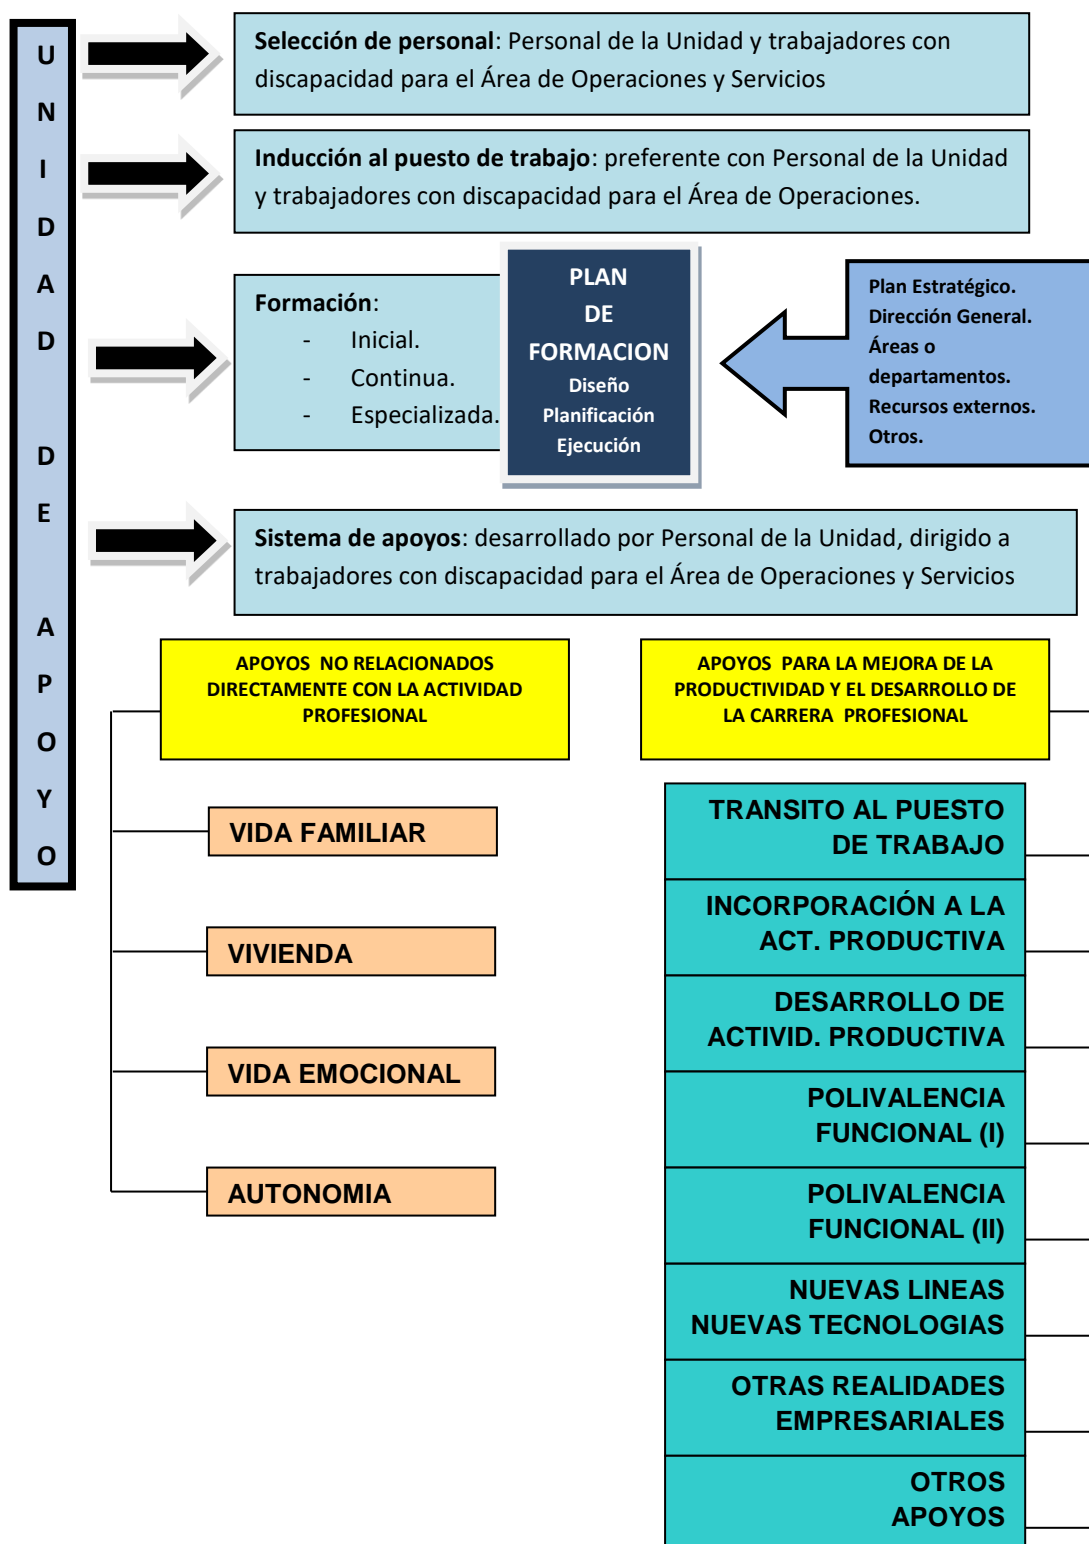 UNIDAD DE APOYO
Selección de personal: Personal de la Unidad y trabajadores con
discapacidad para el Área de Operaciones y Servicios
Inducción al puesto de trabajo: preferente con Personal de la Unidad
y trabajadores con discapacidad para el Área de Operaciones.
Formación:
- Inicial.
- Continua.
- Especializada.
PLAN
DE
FORMACION
Diseño
Planificación
Ejecución
Plan Estratégico.
Dirección General.
Áreas o
departamentos.
Recursos externos.
Otros.
Sistema de apoyos: desarrollado por Personal de la Unidad, dirigido a
trabajadores con discapacidad para el Área de Operaciones y Servicios
APOYOS NO RELACIONADOS
DIRECTAMENTE CON LA ACTIVIDAD
PROFESIONAL
VIDA FAMILIAR
VIVIENDA
VIDA EMOCIONAL
AUTONOMIA
APOYOS PARA LA MEJORA DE LA
PRODUCTIVIDAD Y EL DESARROLLO DE
LA CARRERA PROFESIONAL
TRANSITO AL PUESTO
DE TRABAJO
INCORPORACIÓN A LA
ACT. PRODUCTIVA
DESARROLLO DE
ACTIVID. PRODUCTIVA
POLIVALENCIA
FUNCIONAL (I)
POLIVALENCIA
FUNCIONAL (II)
NUEVAS LINEAS
NUEVAS TECNOLOGIAS
OTRAS REALIDADES
EMPRESARIALES
OTROS
APOYOS